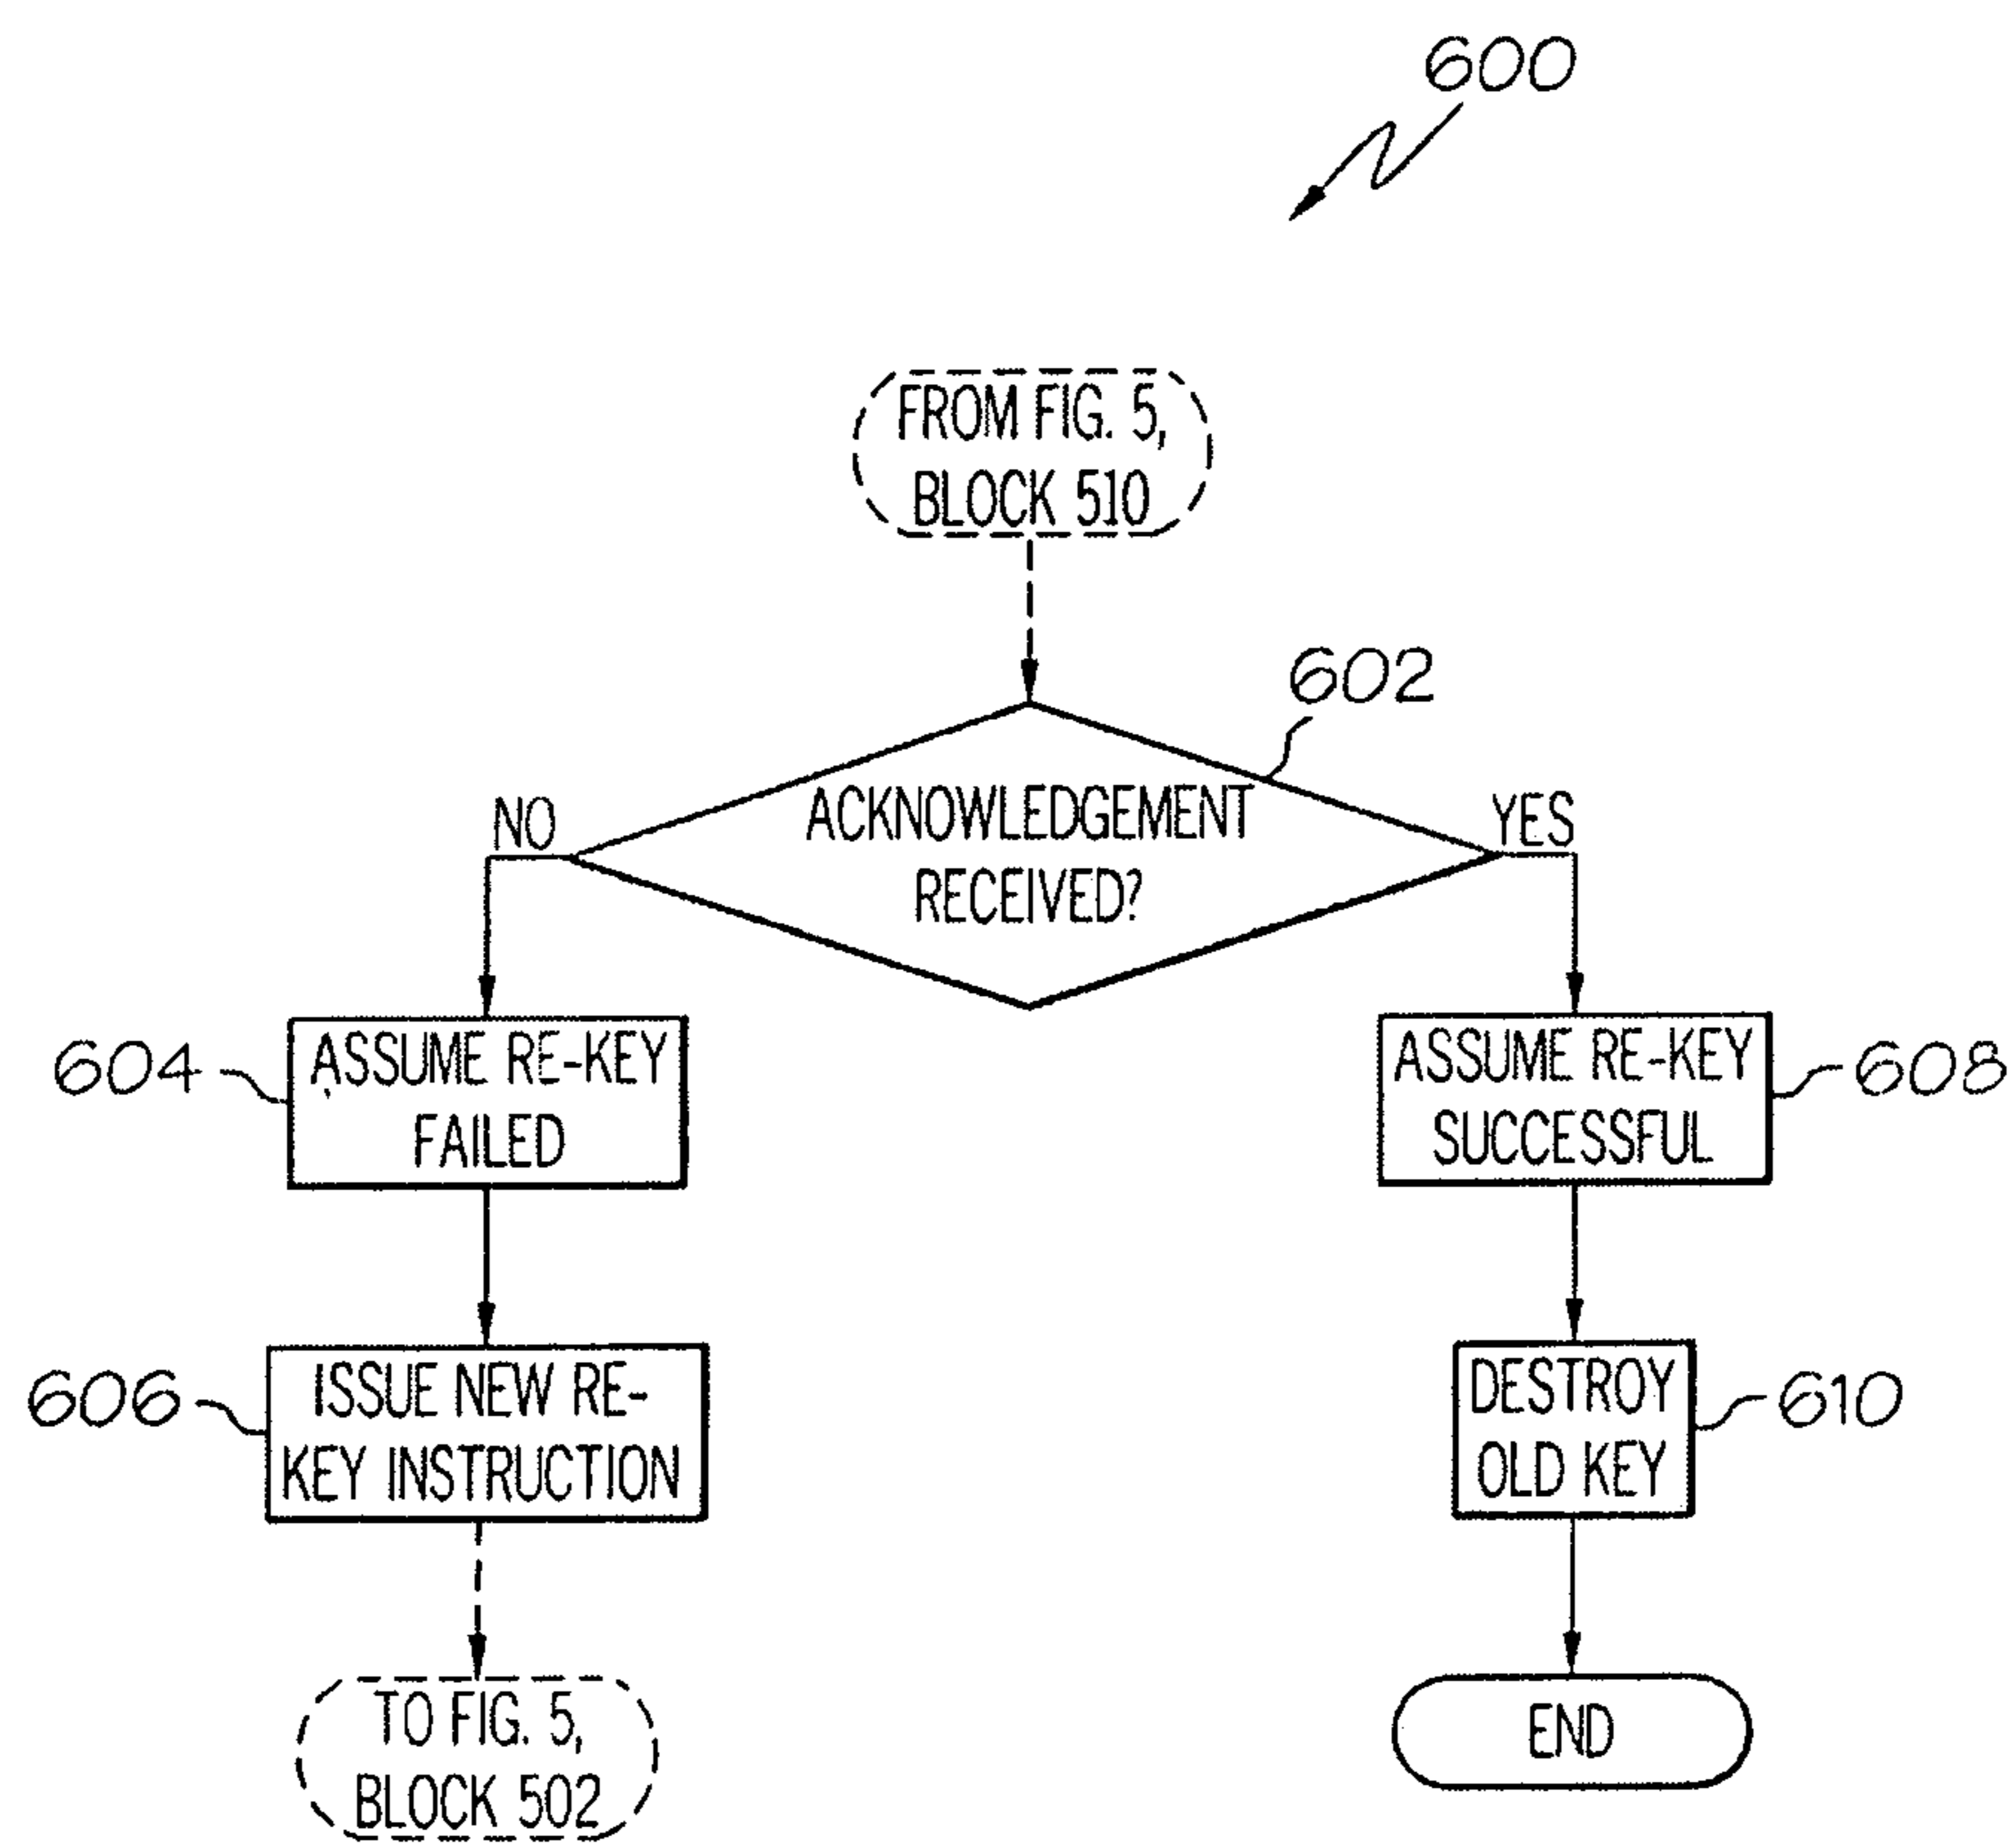 600
FROM FIG. 5,
BLOCK 510
602
NO
ACKNOWLEDGEMENT
RECEIVED?
YES
604
ASSUME RE-KEY
FAILED
ASSUME RE-KEY
SUCCESSFUL
608
606
ISSUE NEW RE-
KEY INSTRUCTION
DESTROY
OLD KEY
610
TO FIG. 5,
BLOCK 502
END